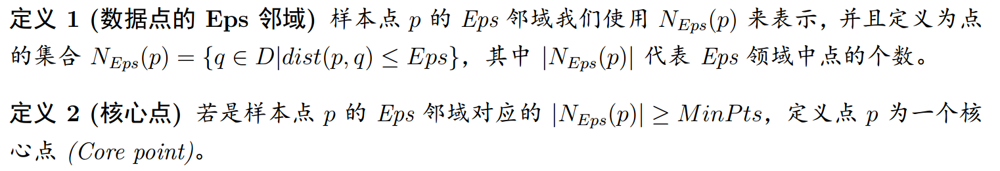 定义 1 (数据点的 Eps 邻域) 样本点 p 的 Eps 邻域我们使用 N_{Eps}(p) 来表示，并且定义为点
的集合 N_{Eps}(p) = {q ∈ D|dist(p, q) ≤ Eps}，其中 |N_{Eps}(p)| 代表 Eps 领域中点的个数。
定义 2 (核心点) 若是样本点 p 的 Eps 邻域对应的 |N_{Eps}(p)| ≥ MinPts，定义点 p 为一个核
心点 (Core point)。